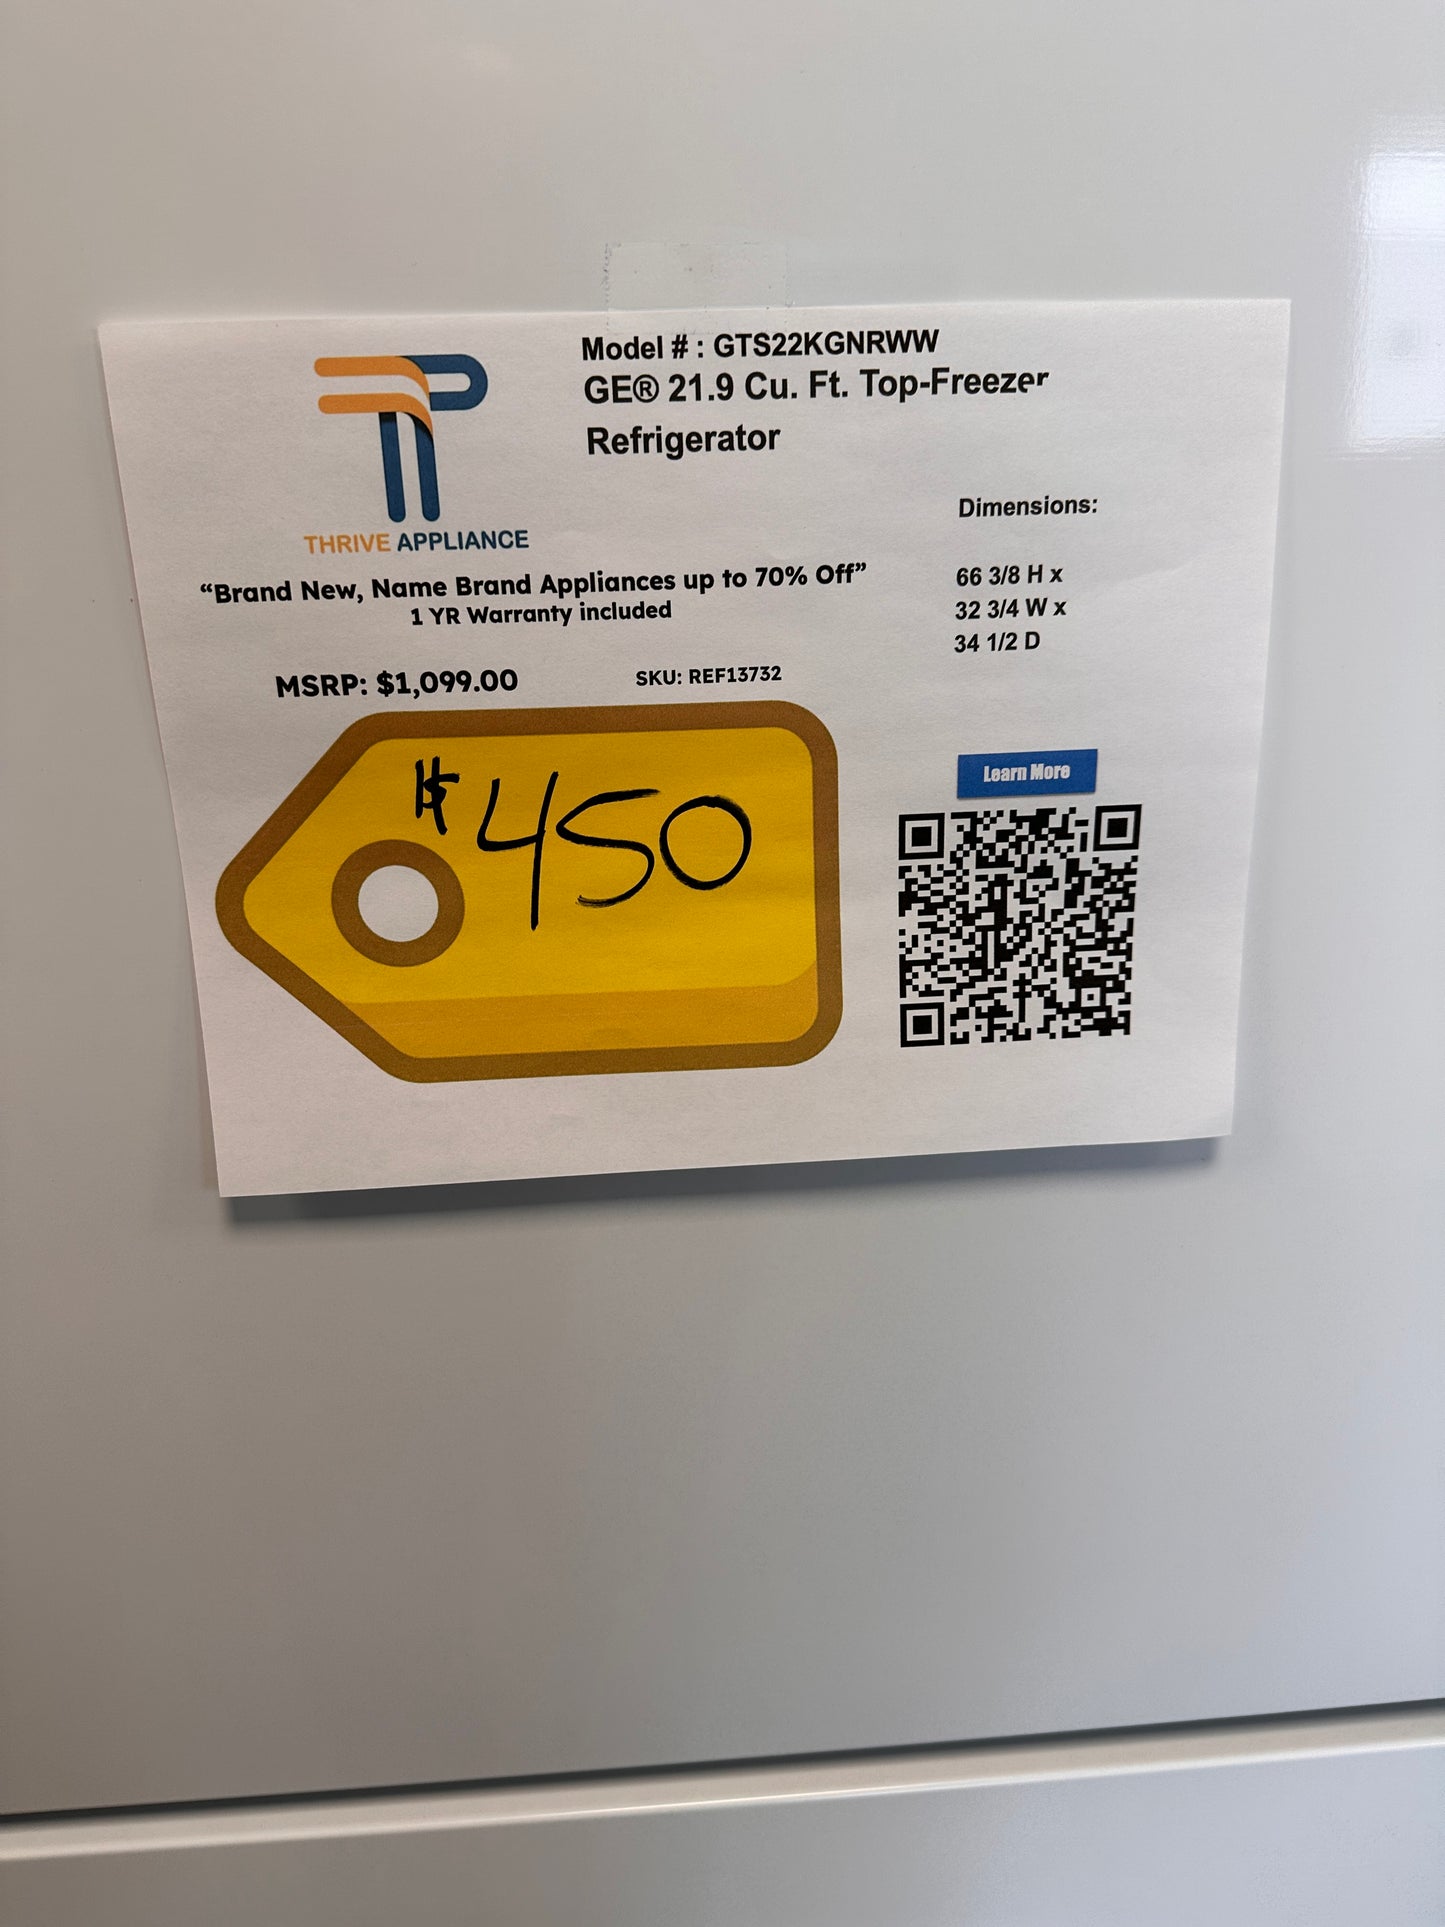 Model # : GTS22KGNRWW
GE® 21.9 Cu. Ft. Top-Freezer
Refrigerator
THRIVE APPLIANCE
“Brand New, Name Brand Appliances up to 70% Off”
1 YR Warranty included
MSRP: $1,099.00
SKU: REF13732
$450
Dimensions:
66 3/8 H x
32 3/4 W x
34 1/2 D
Learn More